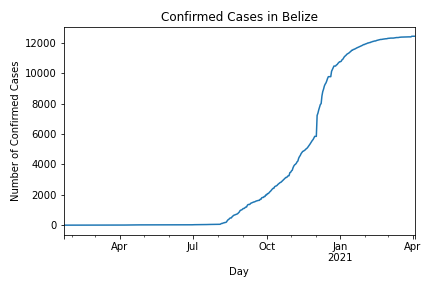 Confirmed Cases in Belize
Number of Confirmed Cases
12000
10000
8000
6000
4000
2000
0
Apr Jul Oct Jan Apr
2021
Day